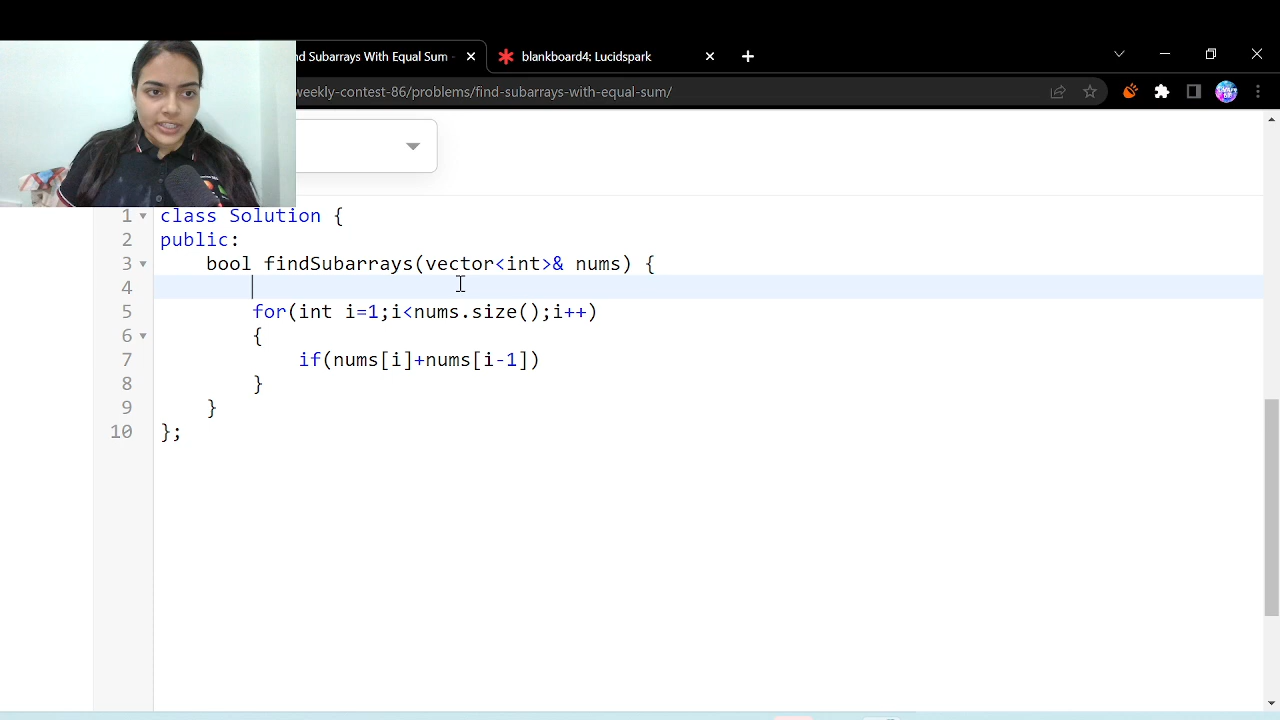 nd Subarrays With Equal Sum -
blankboard4: Lucidspark
weekly-contest-86/problems/find-subarrays-with-equal-sum/
1 class Solution {
2 public:
3 bool findSubarrays(vector<int>& nums) {
4
5 for(int i=1;i<nums.size();i++)
6 {
7 if(nums[i]+nums[i-1])
8 }
9 }
10 };